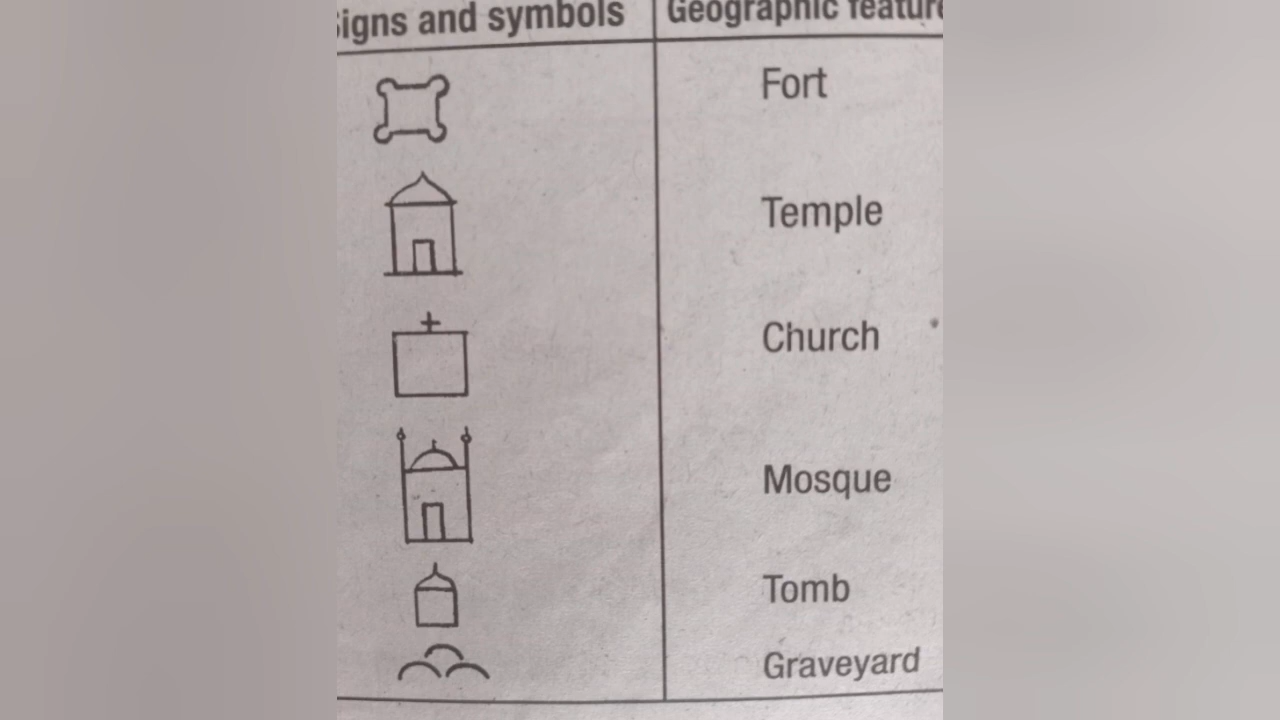 signs and symbols Geographic feature
Fort
Temple
Church
Mosque
Tomb
Graveyard